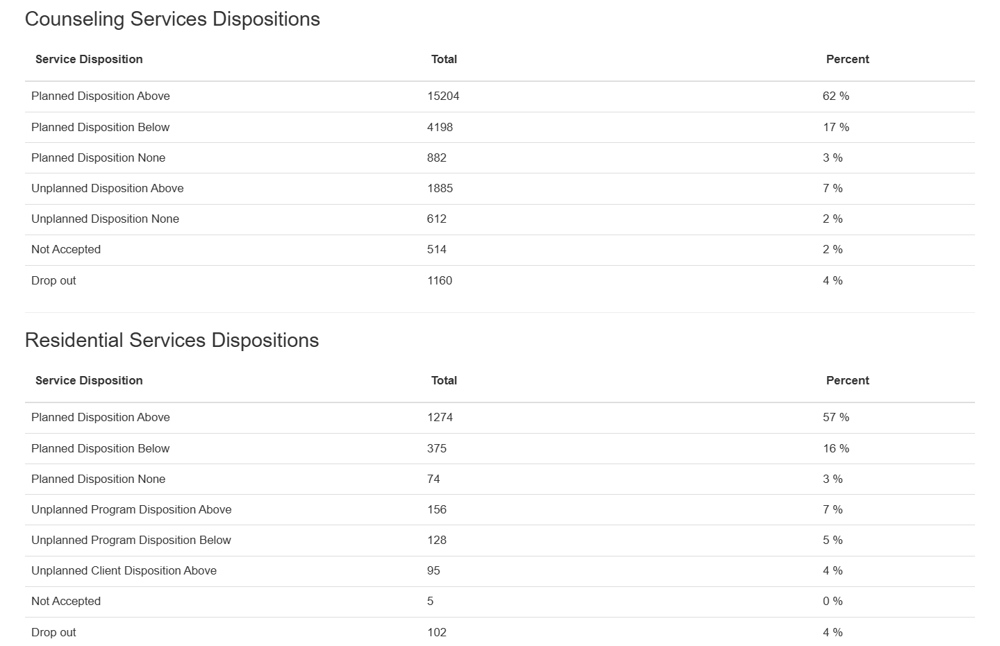 Counseling Services Dispositions
Service Disposition Total Percent
Planned Disposition Above 15204 62 %
Planned Disposition Below 4198 17 %
Planned Disposition None 882 3 %
Unplanned Disposition Above 1885 7 %
Unplanned Disposition None 612 2 %
Not Accepted 514 2 %
Drop out 1160 4 %
Residential Services Dispositions
Service Disposition Total Percent
Planned Disposition Above 1274 57 %
Planned Disposition Below 375 16 %
Planned Disposition None 74 3 %
Unplanned Program Disposition Above 156 7 %
Unplanned Program Disposition Below 128 5 %
Unplanned Client Disposition Above 95 4 %
Not Accepted 5 0 %
Drop out 102 4 %